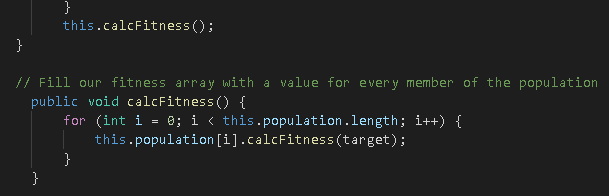 }
this.calcFitness();
}
// Fill our fitness array with a value for every member of the population
public void calcFitness() {
for (int i = 0; i < this.population.length; i++) {
this.population[i].calcFitness(target);
}
}